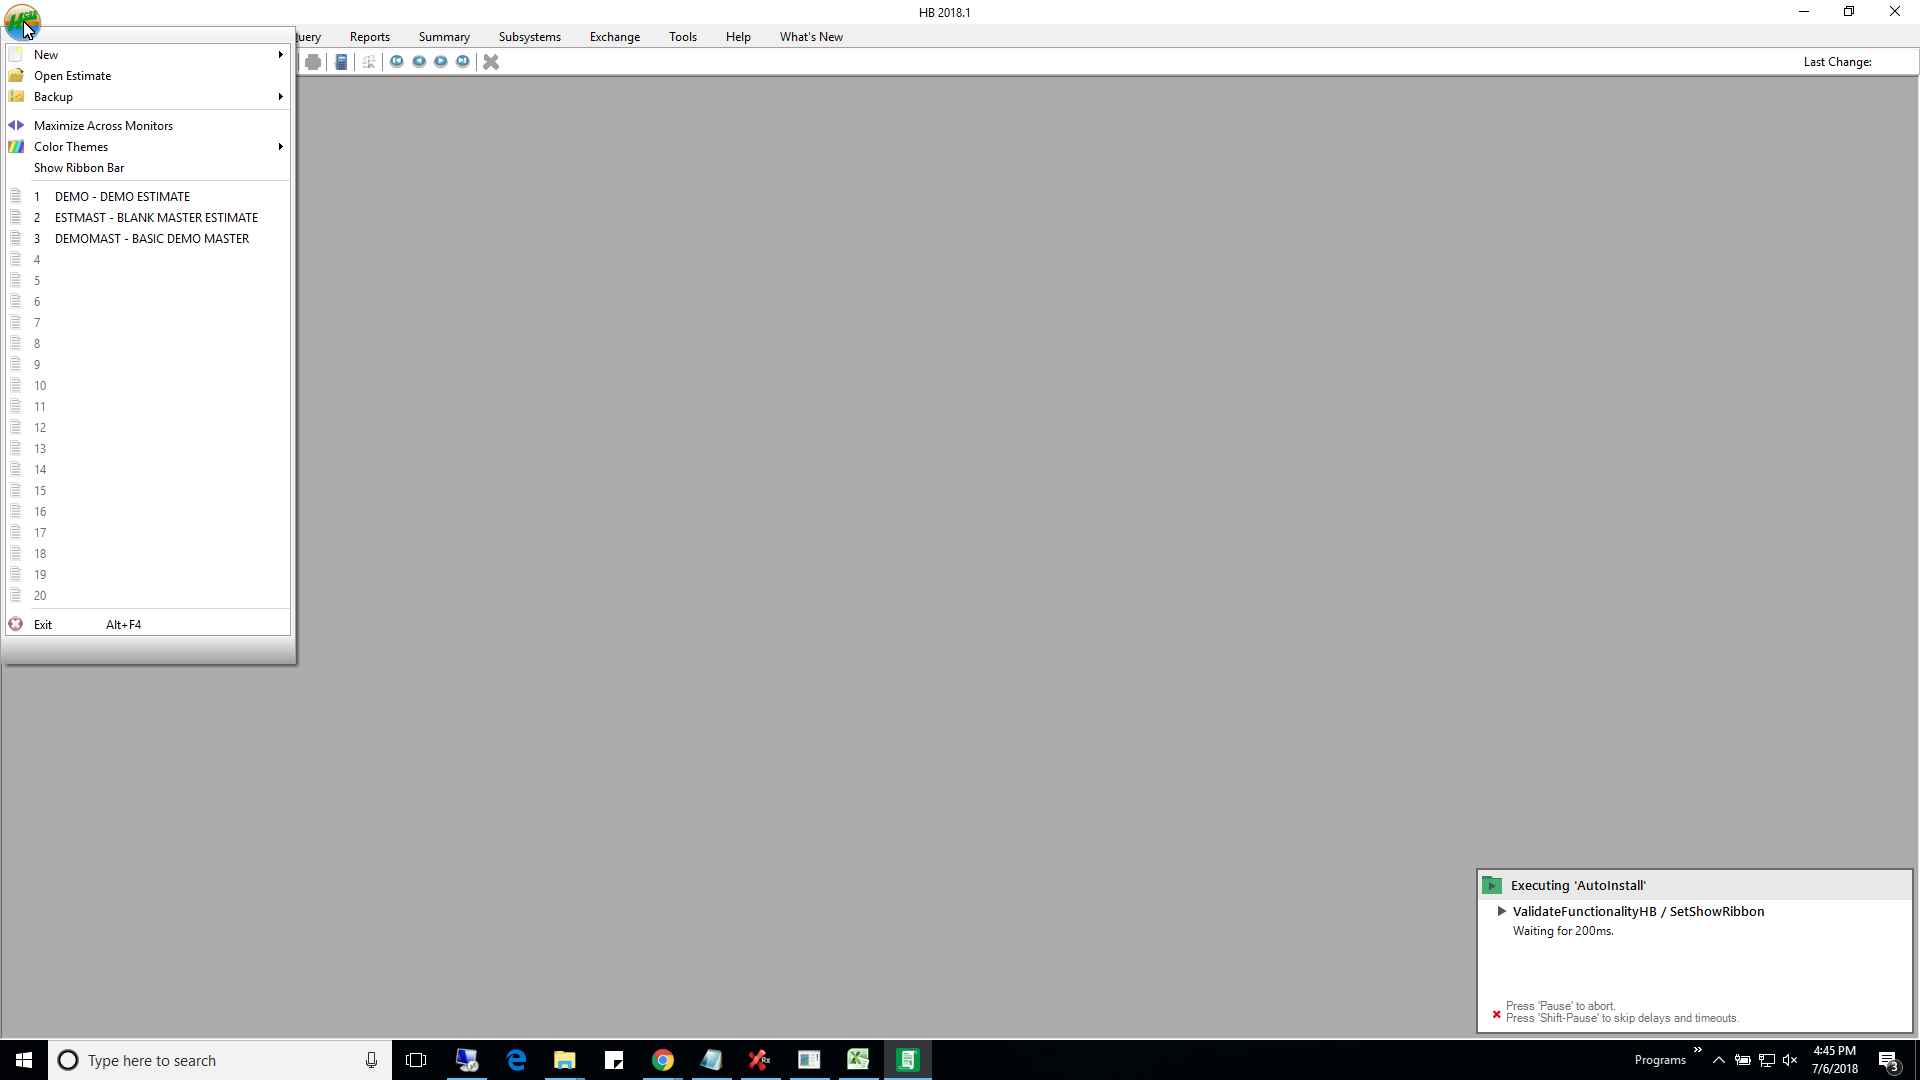 HB 2018.1
uery Reports Summary Subsystems Exchange Tools Help What's New
Last Change:
New
Open Estimate
Backup
Maximize Across Monitors
Color Themes
Show Ribbon Bar
1 DEMO - DEMO ESTIMATE
2 ESTMAST - BLANK MASTER ESTIMATE
3 DEMOMAST - BASIC DEMO MASTER
4
5
6
7
8
9
10
11
12
13
14
15
16
17
18
19
20
Exit Alt+F4
Executing 'AutoInstall'
ValidateFunctionalityHB / SetShowRibbon
Waiting for 200ms.
Press 'Pause' to abort.
Press 'Shift-Pause' to skip delays and timeouts.
Type here to search
Programs
4:45 PM
7/6/2018
3